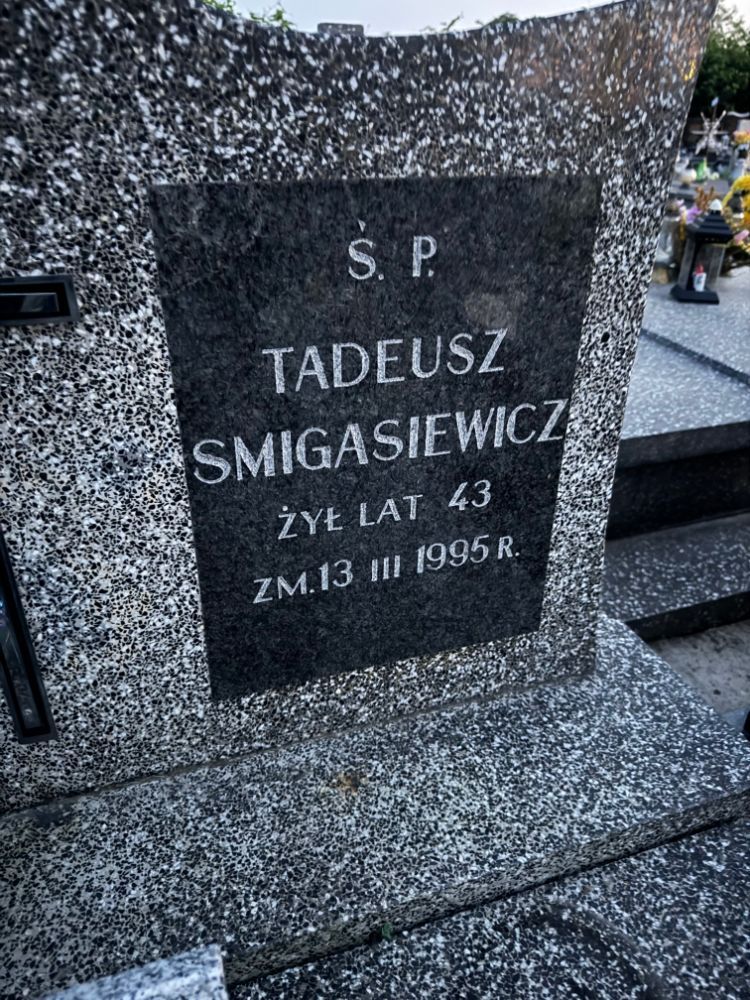 Ś. P.
TADEUSZ
SMIGASIEWICZ
ŻYŁ LAT 43
ZM. 13 III 1995 R.